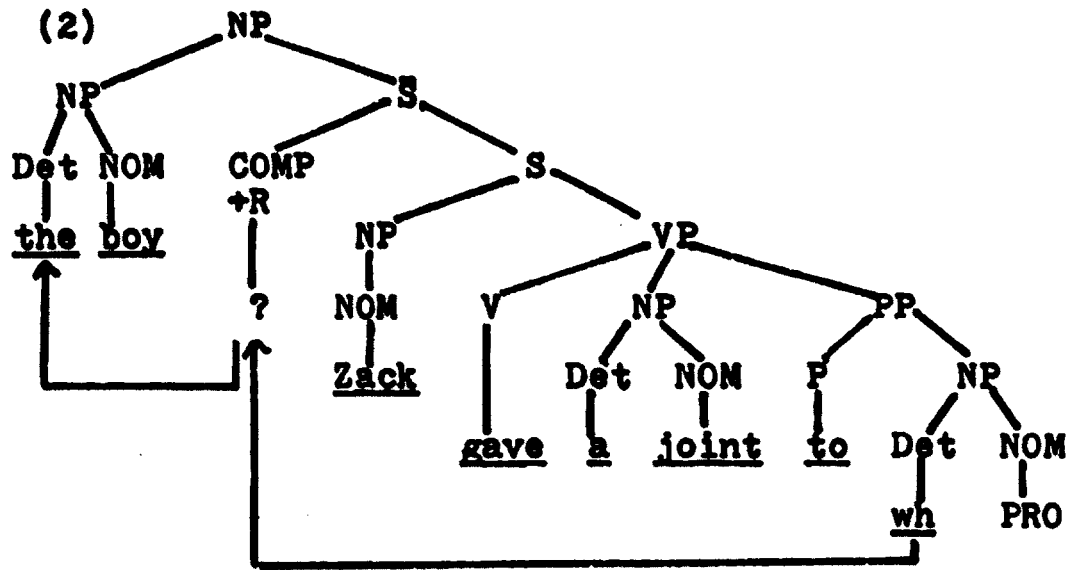 (2) NP
NP S̄
Det NOM COMP S
+R
the boy NP VP
? NOM V NP PP
Zack Det NOM P NP
gave a joint to Det NOM
wh PRO